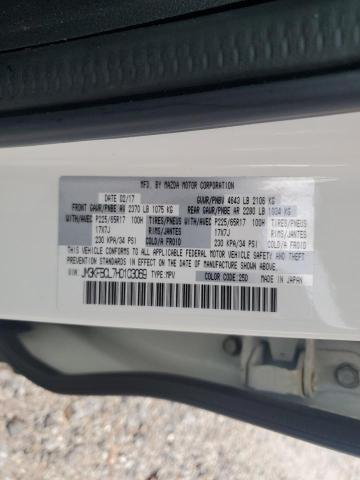 MFD. BY MAZDA MOTOR CORPORATION
DATE 02/17 GVWR/PNBV 4643 LB 2106 KG
FRONT GAWR/PNBE AV 2370 LB 1075 KG REAR GAWR/PNBE AR 2280 LB 1034 KG
WITH/AVEC P225/65R17 100H TIRES/PNEUS WITH/AVEC P225/65R17 100H TIRES/PNEUS
17X7J RIMS/JANTE 17X7J RIMS/JANTE
230 KPA/34 PSI COLD/A FROID 230 KPA/34 PSI COLD/A FROID
THIS VEHICLE CONFORMS TO ALL APPLICABLE FEDERAL MOTOR VEHICLE SAFETY, BUMPER, AND THEFT PREVENTION
STANDARDS IN EFFECT ON THE DATE OF MANUFACTURE SHOWN ABOVE.
VIN: JM3KFBCL7H0103069 TYPE:MPV COLOR CODE:25D MADE IN JAPAN